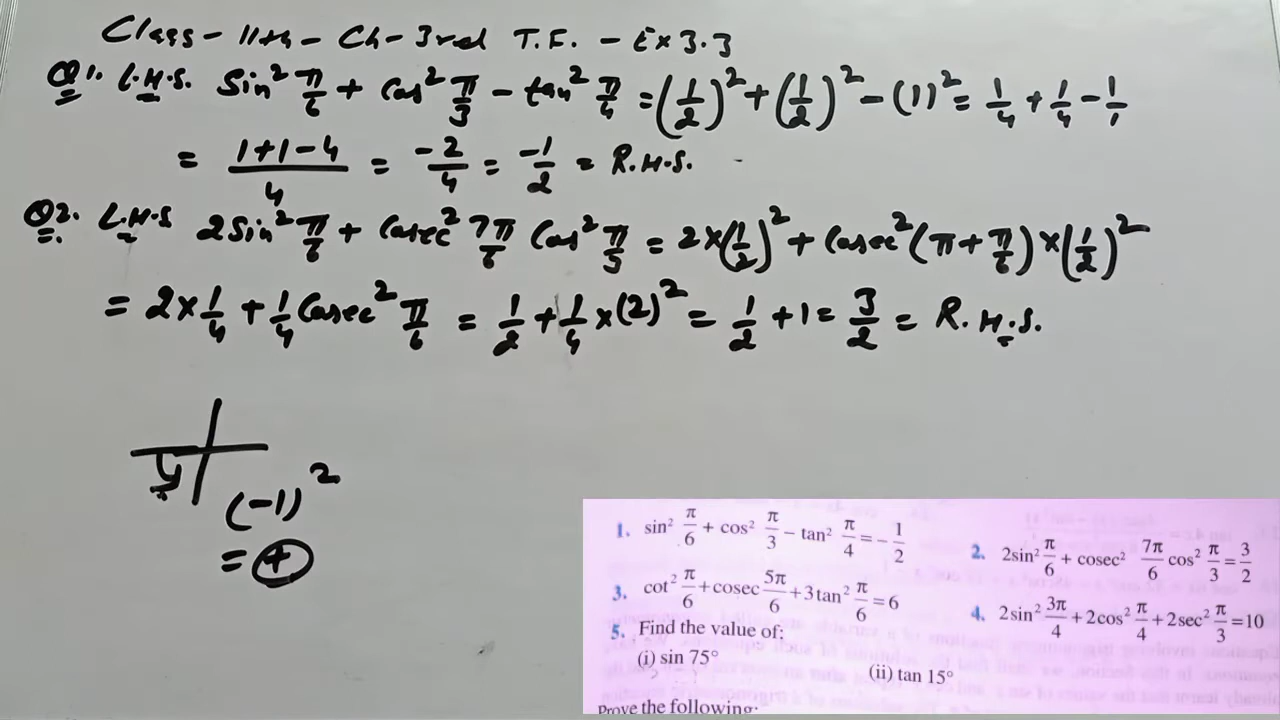 Class - 11th - Ch - 3rd T.F. - Ex 3.3
Q1. L.H.S. Sin² π/6 + Cos² π/3 - tan² π/4 = (1/2)² + (1/2)² - (1)² = 1/4 + 1/4 - 1/1
= (1+1-4)/4 = -2/4 = -1/2 = R.H.S.
Q2. L.H.S 2Sin² π/6 + Cosec² 7π/6 Cos² π/3 = 2×(1/2)² + Cosec² (π + π/6) × (1/2)²
= 2 × 1/4 + 1/4 Cosec² π/6 = 1/2 + 1/4 × (2)² = 1/2 + 1 = 3/2 = R.H.S.
(-1)²
= +
1. sin² π/6 + cos² π/3 - tan² π/4 = - 1/2
2. 2sin² π/6 + cosec² 7π/6 cos² π/3 = 3/2
3. cot² π/6 + cosec 5π/6 + 3tan² π/6 = 6
4. 2sin² 3π/4 + 2cos² π/4 + 2sec² π/3 = 10
5. Find the value of:
(i) sin 75°
(ii) tan 15°
Prove the following: